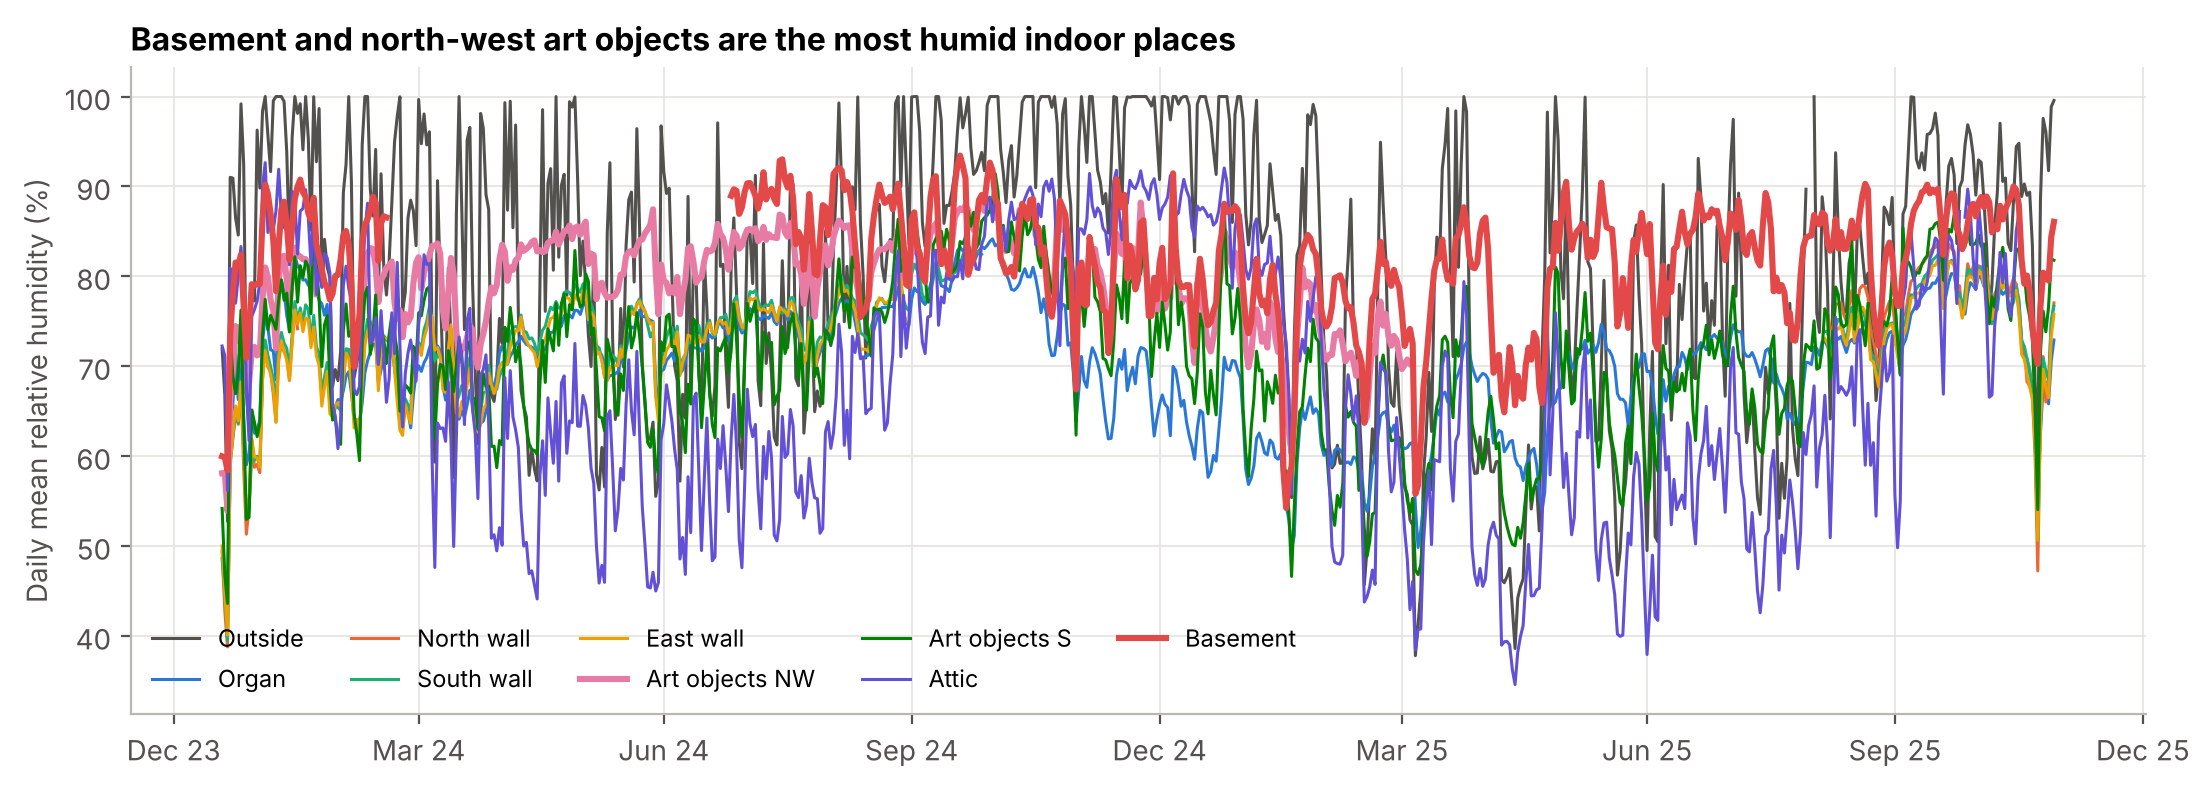 Basement and north-west art objects are the most humid indoor places
Daily mean relative humidity (%)
100
90
80
70
60
50
40
Outside
North wall
East wall
Art objects S
Basement
Organ
South wall
Art objects NW
Attic
Dec 23
Mar 24
Jun 24
Sep 24
Dec 24
Mar 25
Jun 25
Sep 25
Dec 25